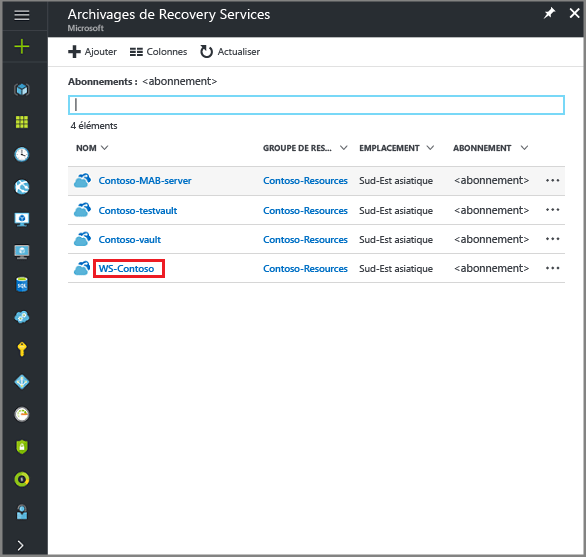 Archivages de Recovery Services
Microsoft
Ajouter Colonnes Actualiser
Abonnements : <abonnement>
4 éléments
NOM GROUPE DE RES... EMPLACEMENT ABONNEMENT
Contoso-MAB-server Contoso-Resources Sud-Est asiatique <abonnement>
Contoso-testvault Contoso-Resources Sud-Est asiatique <abonnement>
Contoso-vault Contoso-Resources Sud-Est asiatique <abonnement>
WS-Contoso Contoso-Resources Sud-Est asiatique <abonnement>
SQL